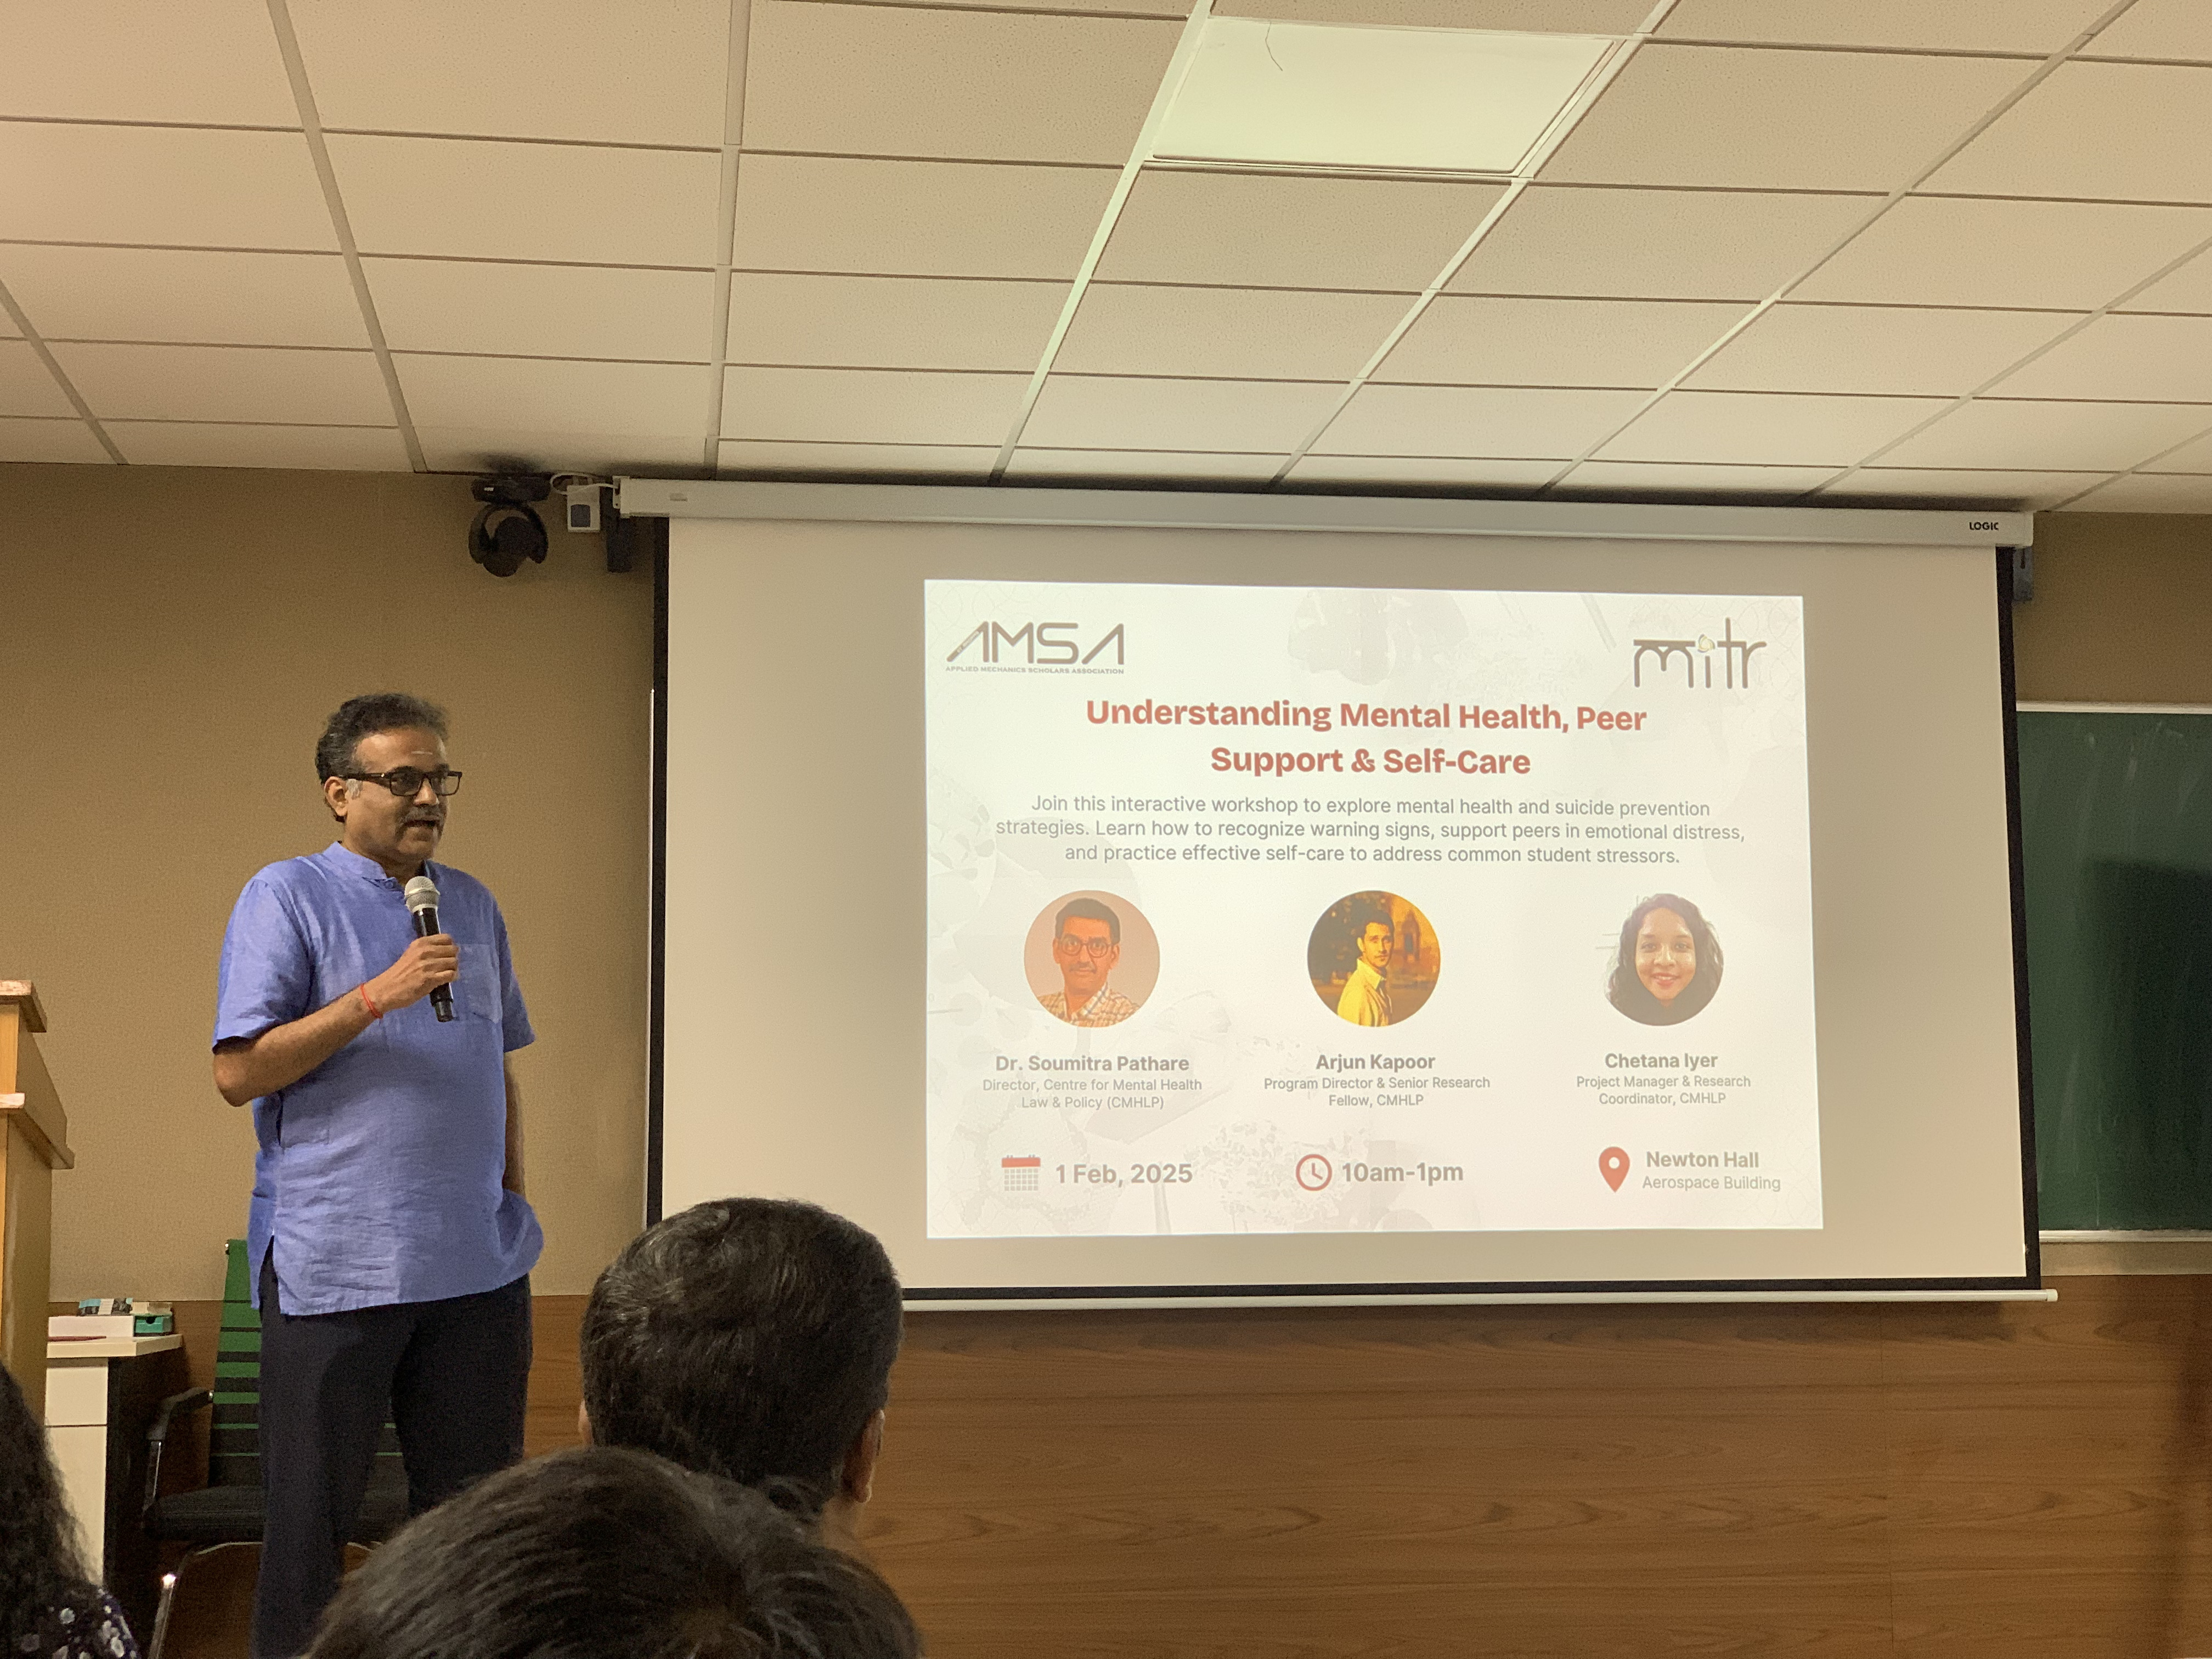 LOGIC
AMSA
APPLIED MECHANICS SCHOLARS ASSOCIATION
mitr
Understanding Mental Health, Peer
Support & Self-Care
Join this interactive workshop to explore mental health and suicide prevention
strategies. Learn how to recognize warning signs, support peers in emotional distress,
and practice effective self-care to address common student stressors.
Dr. Soumitra Pathare
Director, Centre for Mental Health
Law & Policy (CMHLP)
Arjun Kapoor
Program Director & Senior Research
Fellow, CMHLP
Chetana Iyer
Project Manager & Research
Coordinator, CMHLP
1 Feb, 2025
10am-1pm
Newton Hall
Aerospace Building